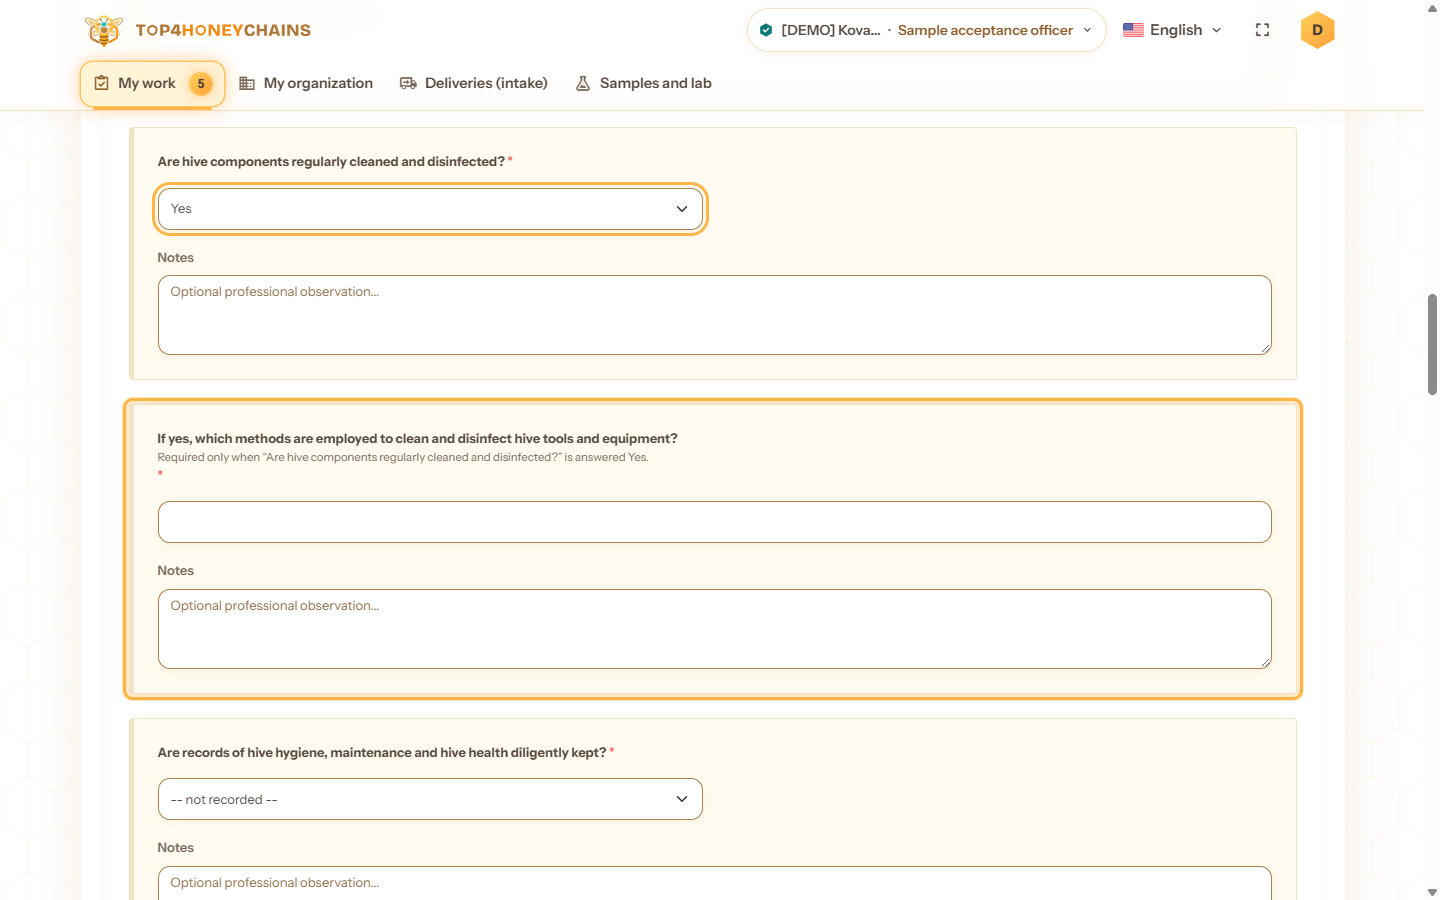 TOP4HONEYCHAINS
[DEMO] Kova... · Sample acceptance officer
English
D
My work 5
My organization
Deliveries (intake)
Samples and lab
Are hive components regularly cleaned and disinfected? *
Yes
Notes
Optional professional observation...
If yes, which methods are employed to clean and disinfect hive tools and equipment?
Required only when “Are hive components regularly cleaned and disinfected?” is answered Yes.
*
Notes
Optional professional observation...
Are records of hive hygiene, maintenance and hive health diligently kept? *
-- not recorded --
Notes
Optional professional observation...